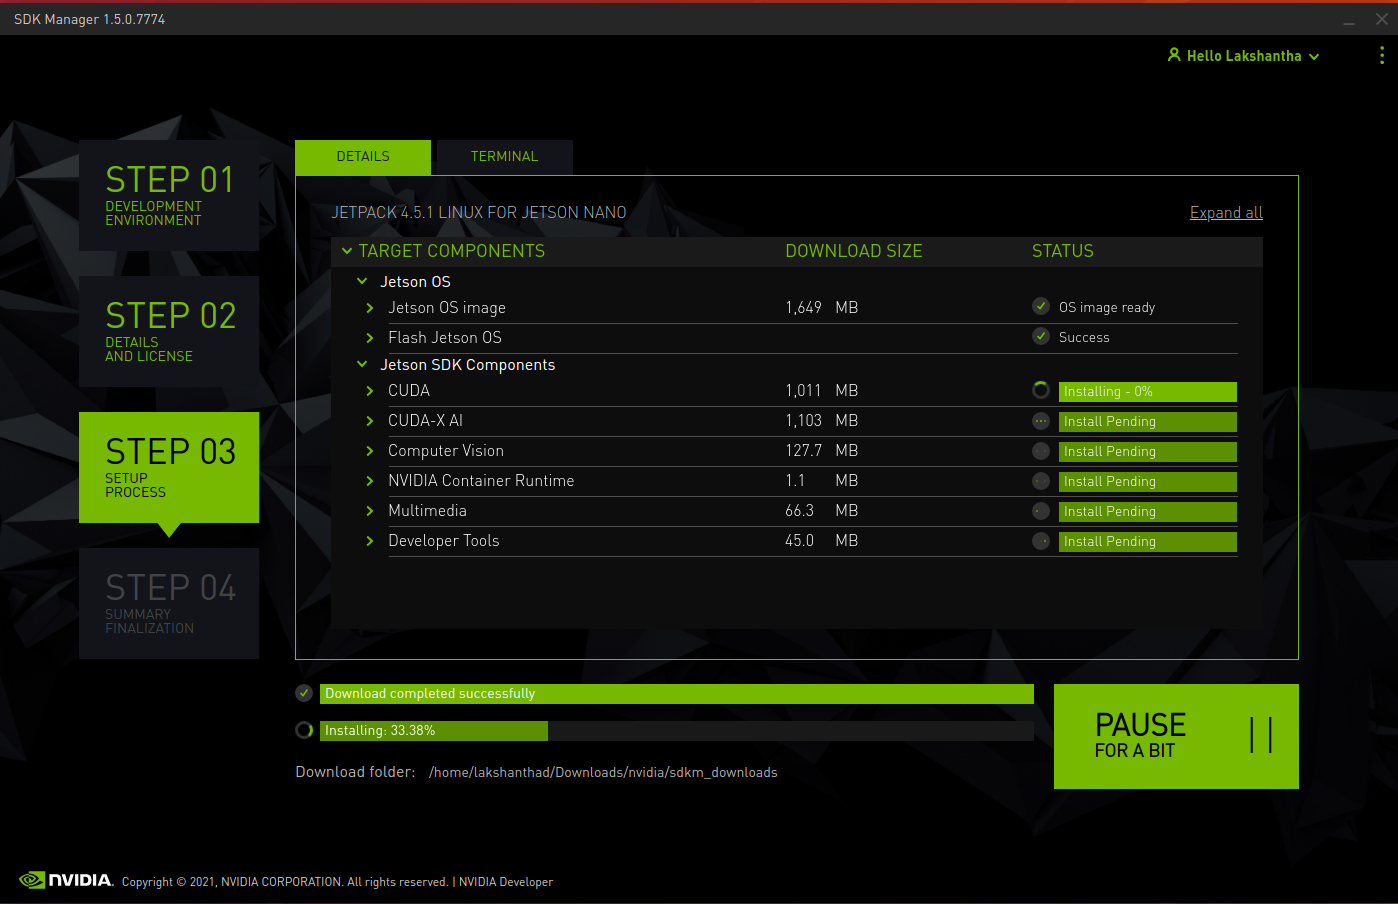 SDK Manager 1.5.0.7774
Hello Lakshantha
STEP 01
DEVELOPMENT
ENVIRONMENT
STEP 02
DETAILS
AND LICENSE
STEP 03
SETUP
PROCESS
STEP 04
SUMMARY
FINALIZATION
DETAILS TERMINAL
JETPACK 4.5.1 LINUX FOR JETSON NANO Expand all
TARGET COMPONENTS DOWNLOAD SIZE STATUS
Jetson OS
Jetson OS image 1,649 MB OS image ready
Flash Jetson OS Success
Jetson SDK Components
CUDA 1,011 MB Installing - 0%
CUDA-X AI 1,103 MB Install Pending
Computer Vision 127.7 MB Install Pending
NVIDIA Container Runtime 1.1 MB Install Pending
Multimedia 66.3 MB Install Pending
Developer Tools 45.0 MB Install Pending
Download completed successfully
Installing: 33.38%
Download folder: /home/lakshanthad/Downloads/nvidia/sdkm_downloads
PAUSE
FOR A BIT
NVIDIA. Copyright © 2021, NVIDIA CORPORATION. All rights reserved. | NVIDIA Developer